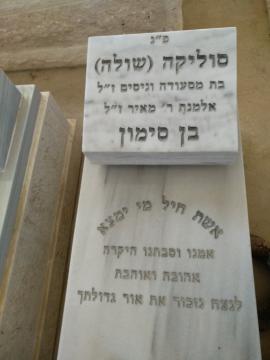 פ"נ
סוליקה (שולה)
בת מסעודה וניסים ז"ל
אלמנת ר' מאיר ז"ל
בן סימון
אשת חיל מי ימצא
אמנו וסבתנו היקרה
אהובה ואוהבת
לנצח נזכור את אור גדולתך